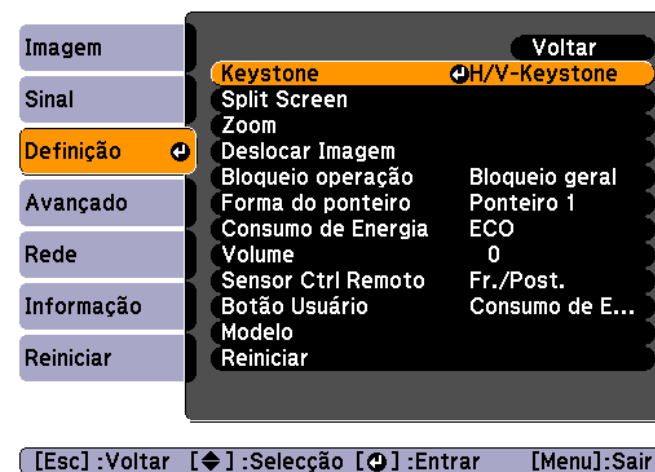 Imagem
Sinal
Definição
Avançado
Rede
Informação
Reiniciar
Voltar
Keystone H/V-Keystone
Split Screen
Zoom
Deslocar Imagem
Bloqueio operação Bloqueio geral
Forma do ponteiro Ponteiro 1
Consumo de Energia ECO
Volume 0
Sensor Ctrl Remoto Fr./Post.
Botão Usuário Consumo de E...
Modelo
Reiniciar
[Esc] :Voltar [◆] :Selecção [↵] :Entrar [Menu]:Sair